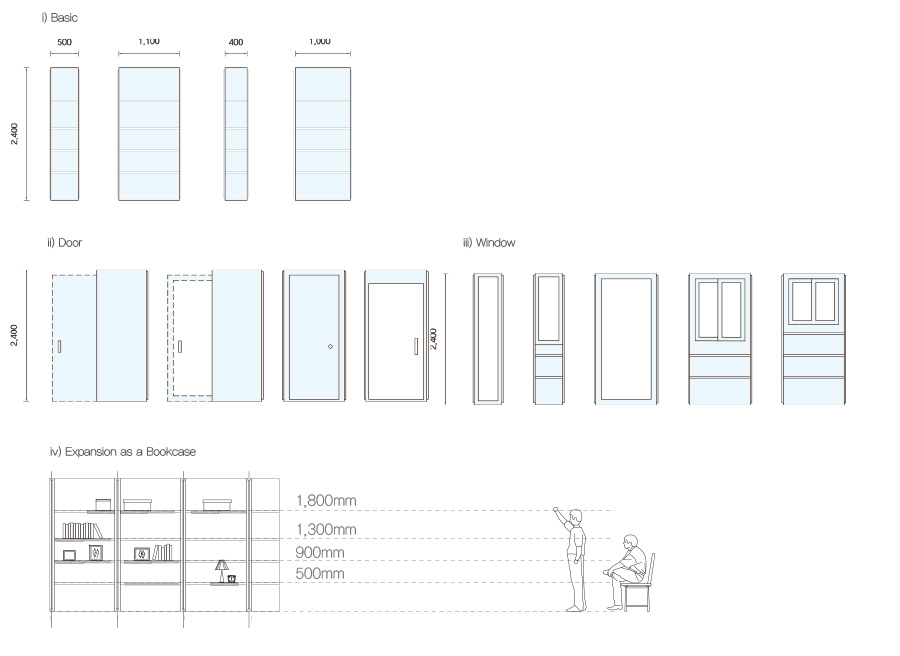 i) Basic
500 1,100 400 1,000
2,400
ii) Door
iii) Window
2,400
2,400
iv) Expansion as a Bookcase
1,800mm
1,300mm
900mm
500mm